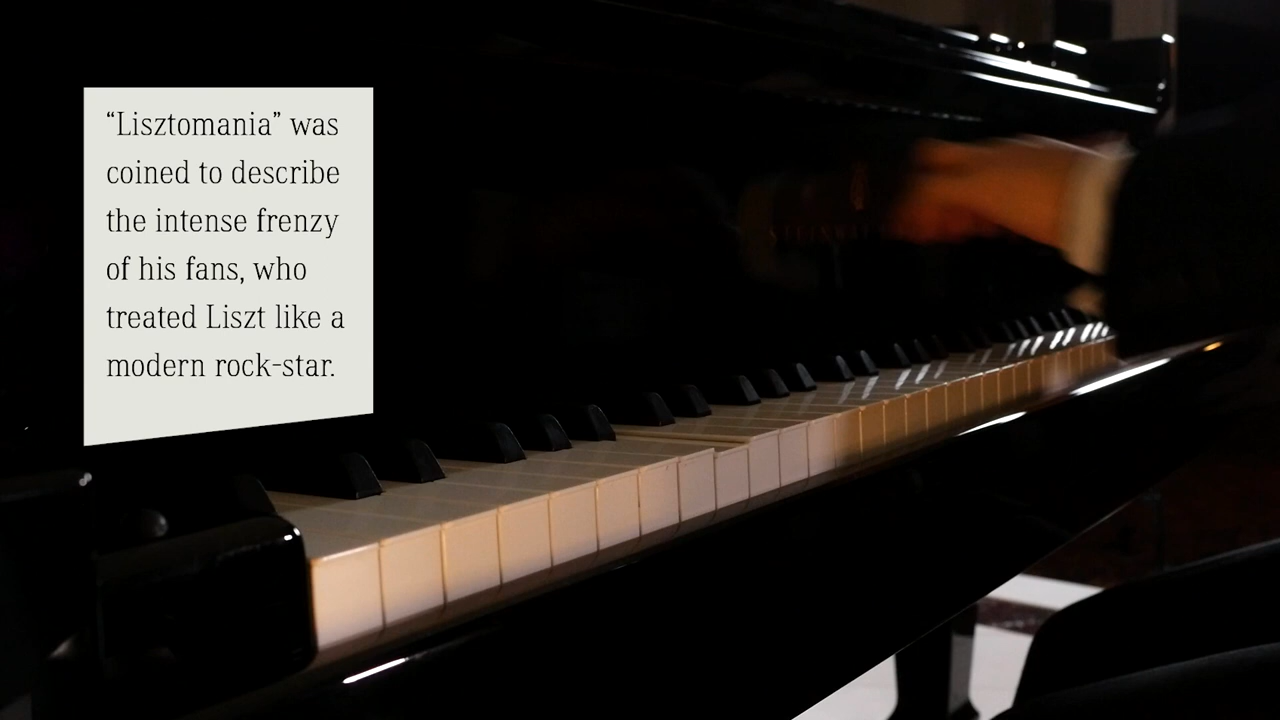 “Lisztomania” was
coined to describe
the intense frenzy
of his fans, who
treated Liszt like a
modern rock-star.